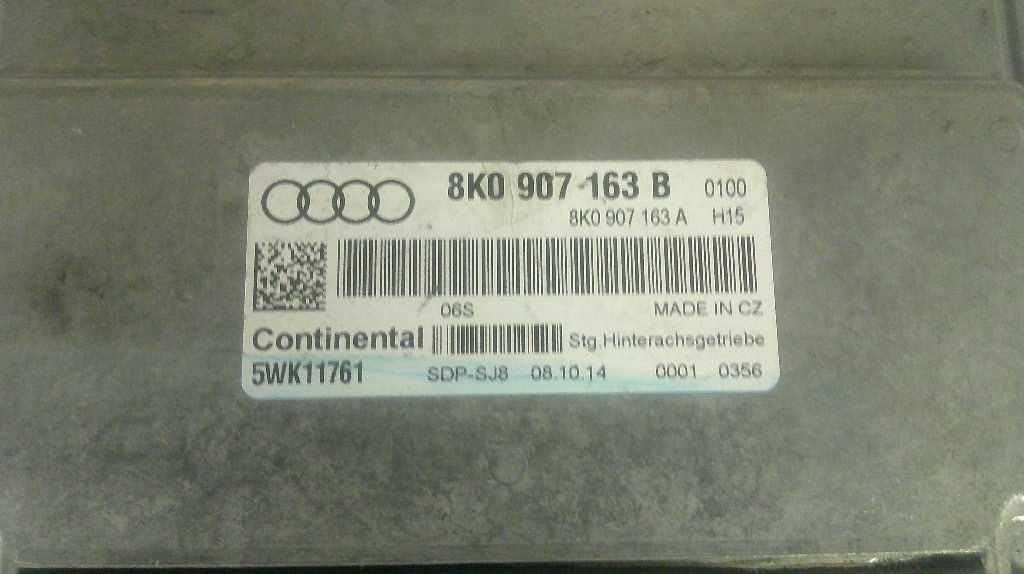 8K0 907 163 B 0100
8K0 907 163 A H15
06S MADE IN CZ
Continental Stg.Hinterachsgetriebe
5WK11761 SDP-SJ8 08.10.14 0001 0356